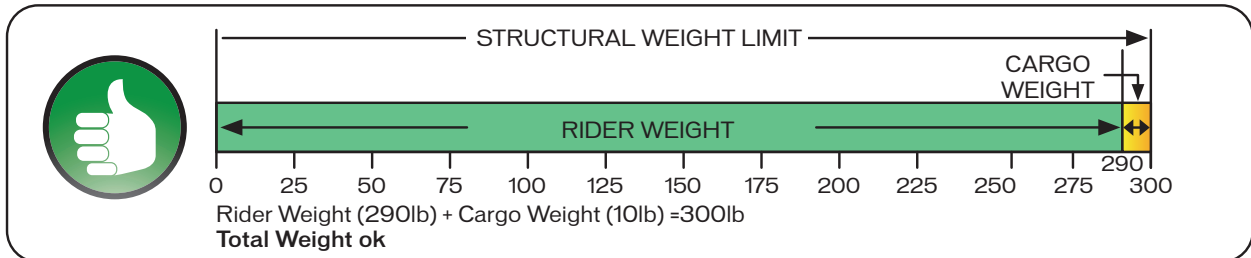 STRUCTURAL WEIGHT LIMIT
CARGO
WEIGHT
RIDER WEIGHT
290
0 25 50 75 100 125 150 175 200 225 250 275 300
Rider Weight (290lb) + Cargo Weight (10lb) =300lb
Total Weight ok